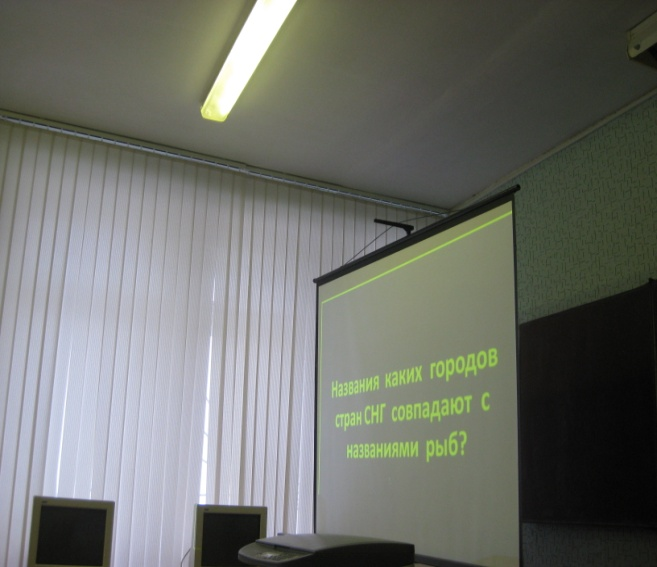 Названия каких городов
стран СНГ совпадают с
названиями рыб?